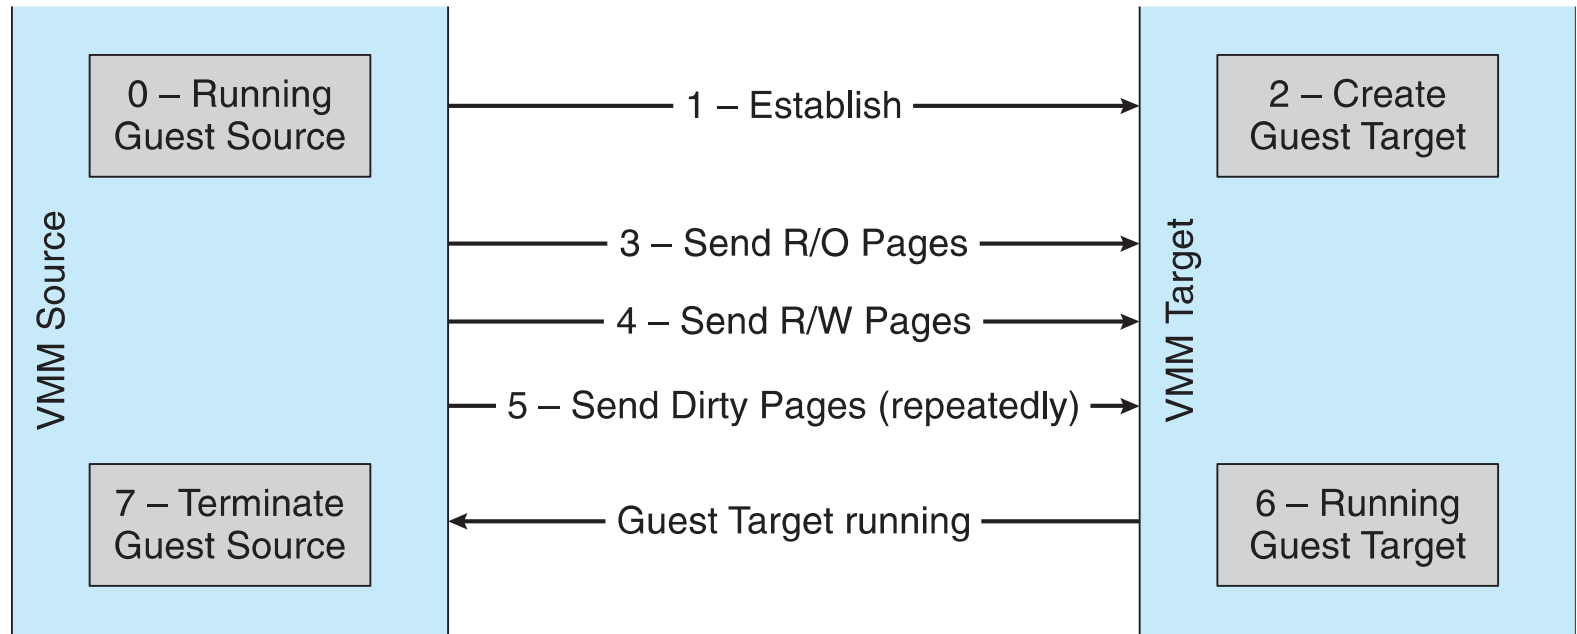 0 – Running
Guest Source
1 – Establish
2 – Create
Guest Target
VMM Source
3 – Send R/O Pages
4 – Send R/W Pages
5 – Send Dirty Pages (repeatedly)
VMM Target
7 – Terminate
Guest Source
Guest Target running
6 – Running
Guest Target